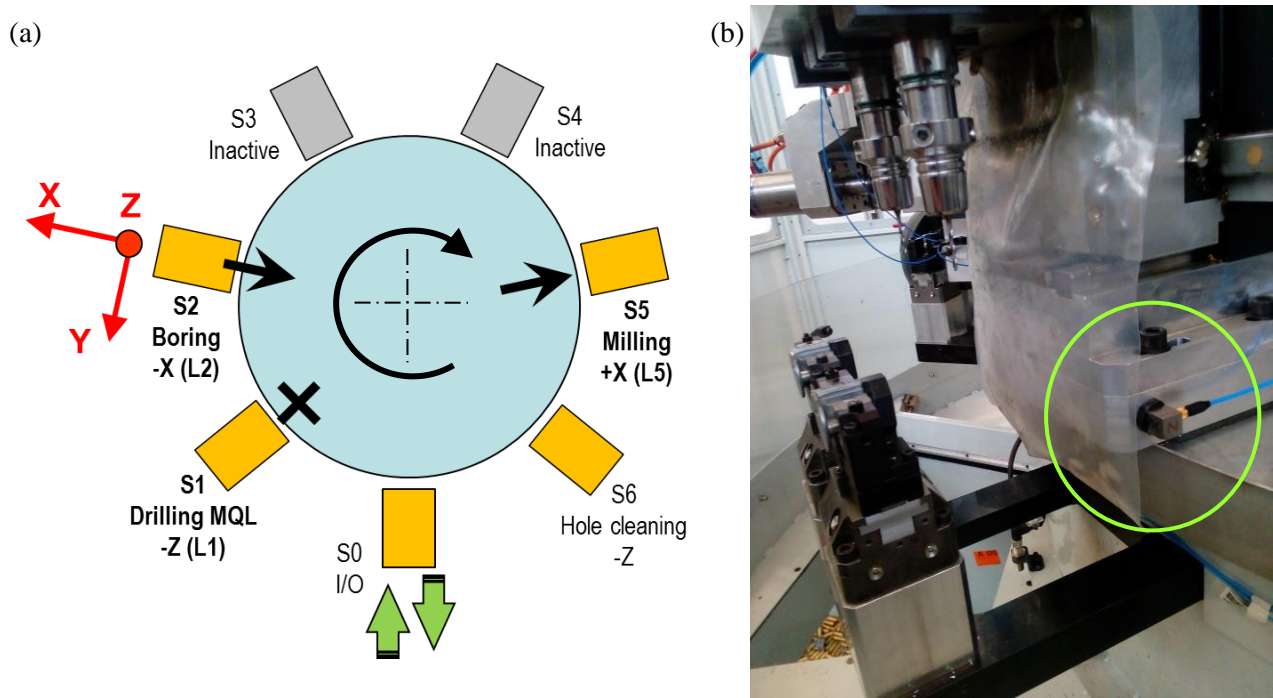 (a)
(b)
S3
Inactive
S4
Inactive
X
Z
Y
S2
Boring
-X (L2)
S5
Milling
+X (L5)
S1
Drilling MQL
-Z (L1)
S0
I/O
S6
Hole cleaning
-Z